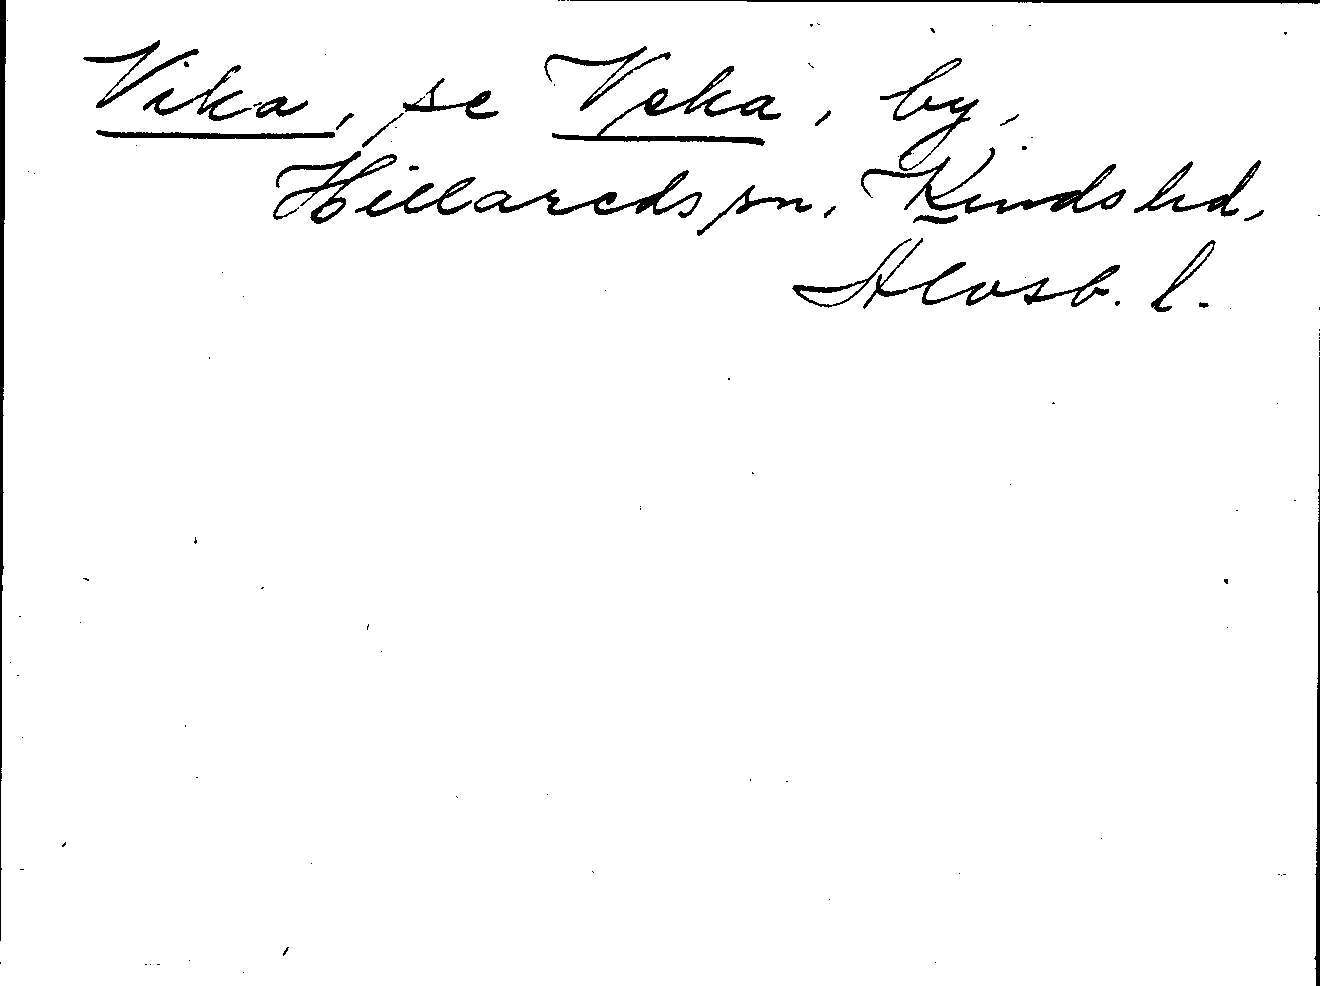 Vika, se Veka, by,
Hillareds sn, Kinds hd,
Älvsb. l.